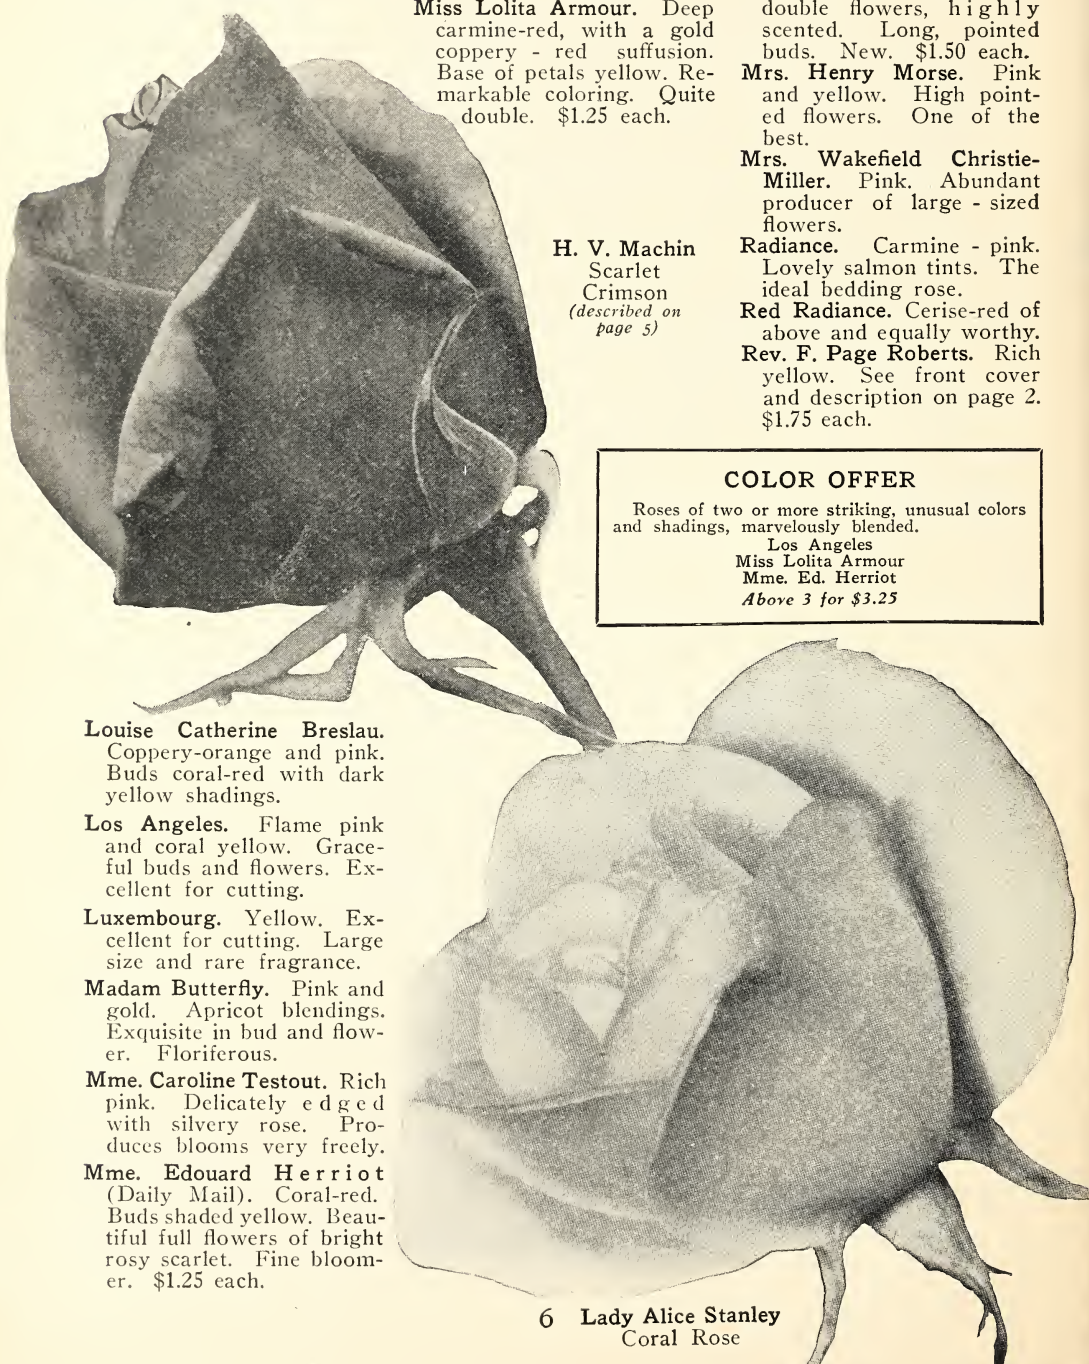 Miss Lolita Armour. Deep
carmine-red, with a gold
coppery - red suffusion.
Base of petals yellow. Re-
markable coloring. Quite
double. $1.25 each.
double flowers, highly
scented. Long, pointed
buds. New. $1.50 each.
Mrs. Henry Morse. Pink
and yellow. High point-
ed flowers. One of the
best.
Mrs. Wakefield Christie-
Miller. Pink. Abundant
producer of large - sized
flowers.
Radiance. Carmine - pink.
Lovely salmon tints. The
ideal bedding rose.
Red Radiance. Cerise-red of
above and equally worthy.
Rev. F. Page Roberts. Rich
yellow. See front cover
and description on page 2.
$1.75 each.
H. V. Machin
Scarlet
Crimson
(described on
page 5)
COLOR OFFER
Roses of two or more striking, unusual colors
and shadings, marvelously blended.
Los Angeles
Miss Lolita Armour
Mme. Ed. Herriot
Above 3 for $3.25
Louise Catherine Breslau.
Coppery-orange and pink.
Buds coral-red with dark
yellow shadings.
Los Angeles. Flame pink
and coral yellow. Grace-
ful buds and flowers. Ex-
cellent for cutting.
Luxembourg. Yellow. Ex-
cellent for cutting. Large
size and rare fragrance.
Madam Butterfly. Pink and
gold. Apricot blendings.
Exquisite in bud and flow-
er. Floriferous.
Mme. Caroline Testout. Rich
pink. Delicately edged
with silvery rose. Pro-
duces blooms very freely.
Mme. Edouard Herriot
(Daily Mail). Coral-red.
Buds shaded yellow. Beau-
tiful full flowers of bright
rosy scarlet. Fine bloom-
er. $1.25 each.
6 Lady Alice Stanley
Coral Rose